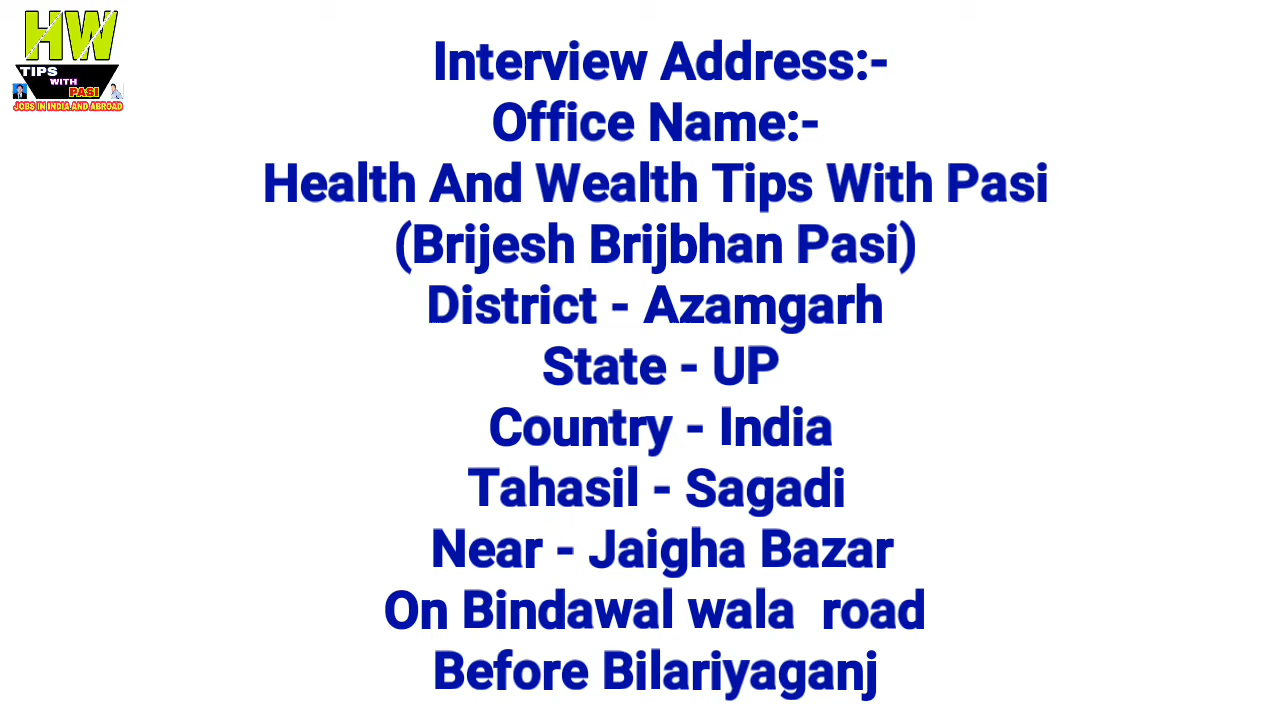 HW
TIPS
WITH
PASI
JOBS IN INDIA AND ABROAD
Interview Address:-
Office Name:-
Health And Wealth Tips With Pasi
(Brijesh Brijbhan Pasi)
District - Azamgarh
State - UP
Country - India
Tahasil - Sagadi
Near - Jaigha Bazar
On Bindawal wala  road
Before Bilariyaganj